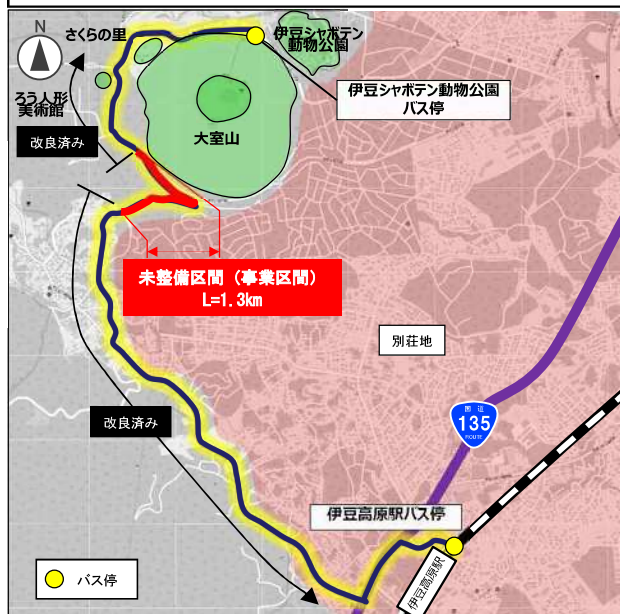 N
さくらの里
伊豆シャボテン
動物公園
ろう人形
美術館
伊豆シャボテン動物公園
バス停
改良済み
大室山
未整備区間（事業区間）
L=1.3km
別荘地
国道
135
ROUTE
改良済み
伊豆高原駅バス停
伊豆高原駅
バス停